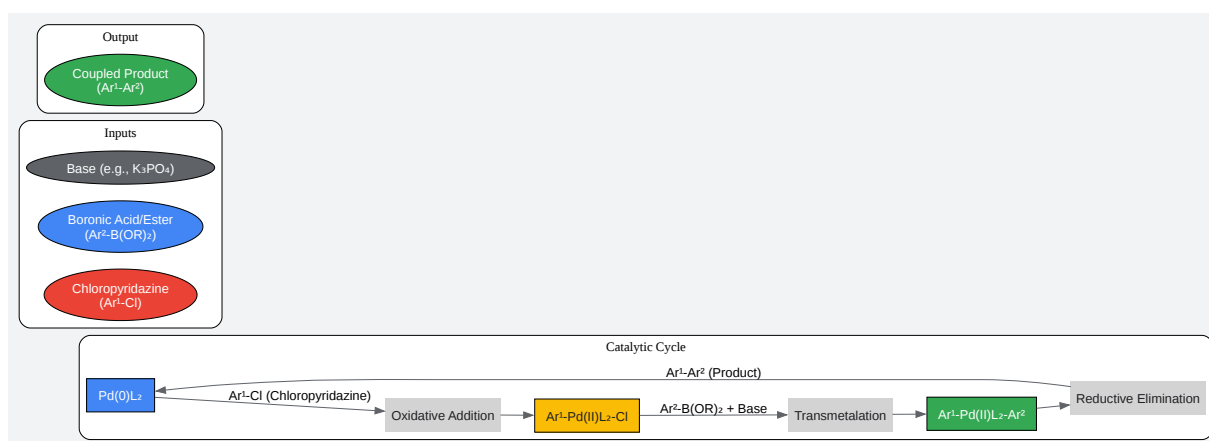 Output
Coupled Product
(Ar¹-Ar²)
Inputs
Base (e.g., K₃PO₄)
Boronic Acid/Ester
(Ar²-B(OR)₂)
Chloropyridazine
(Ar¹-Cl)
Catalytic Cycle
Ar¹-Ar² (Product)
Pd(0)L₂
Ar¹-Cl (Chloropyridazine)
Oxidative Addition
Ar¹-Pd(II)L₂-Cl
Ar²-B(OR)₂ + Base
Transmetalation
Ar¹-Pd(II)L₂-Ar²
Reductive Elimination